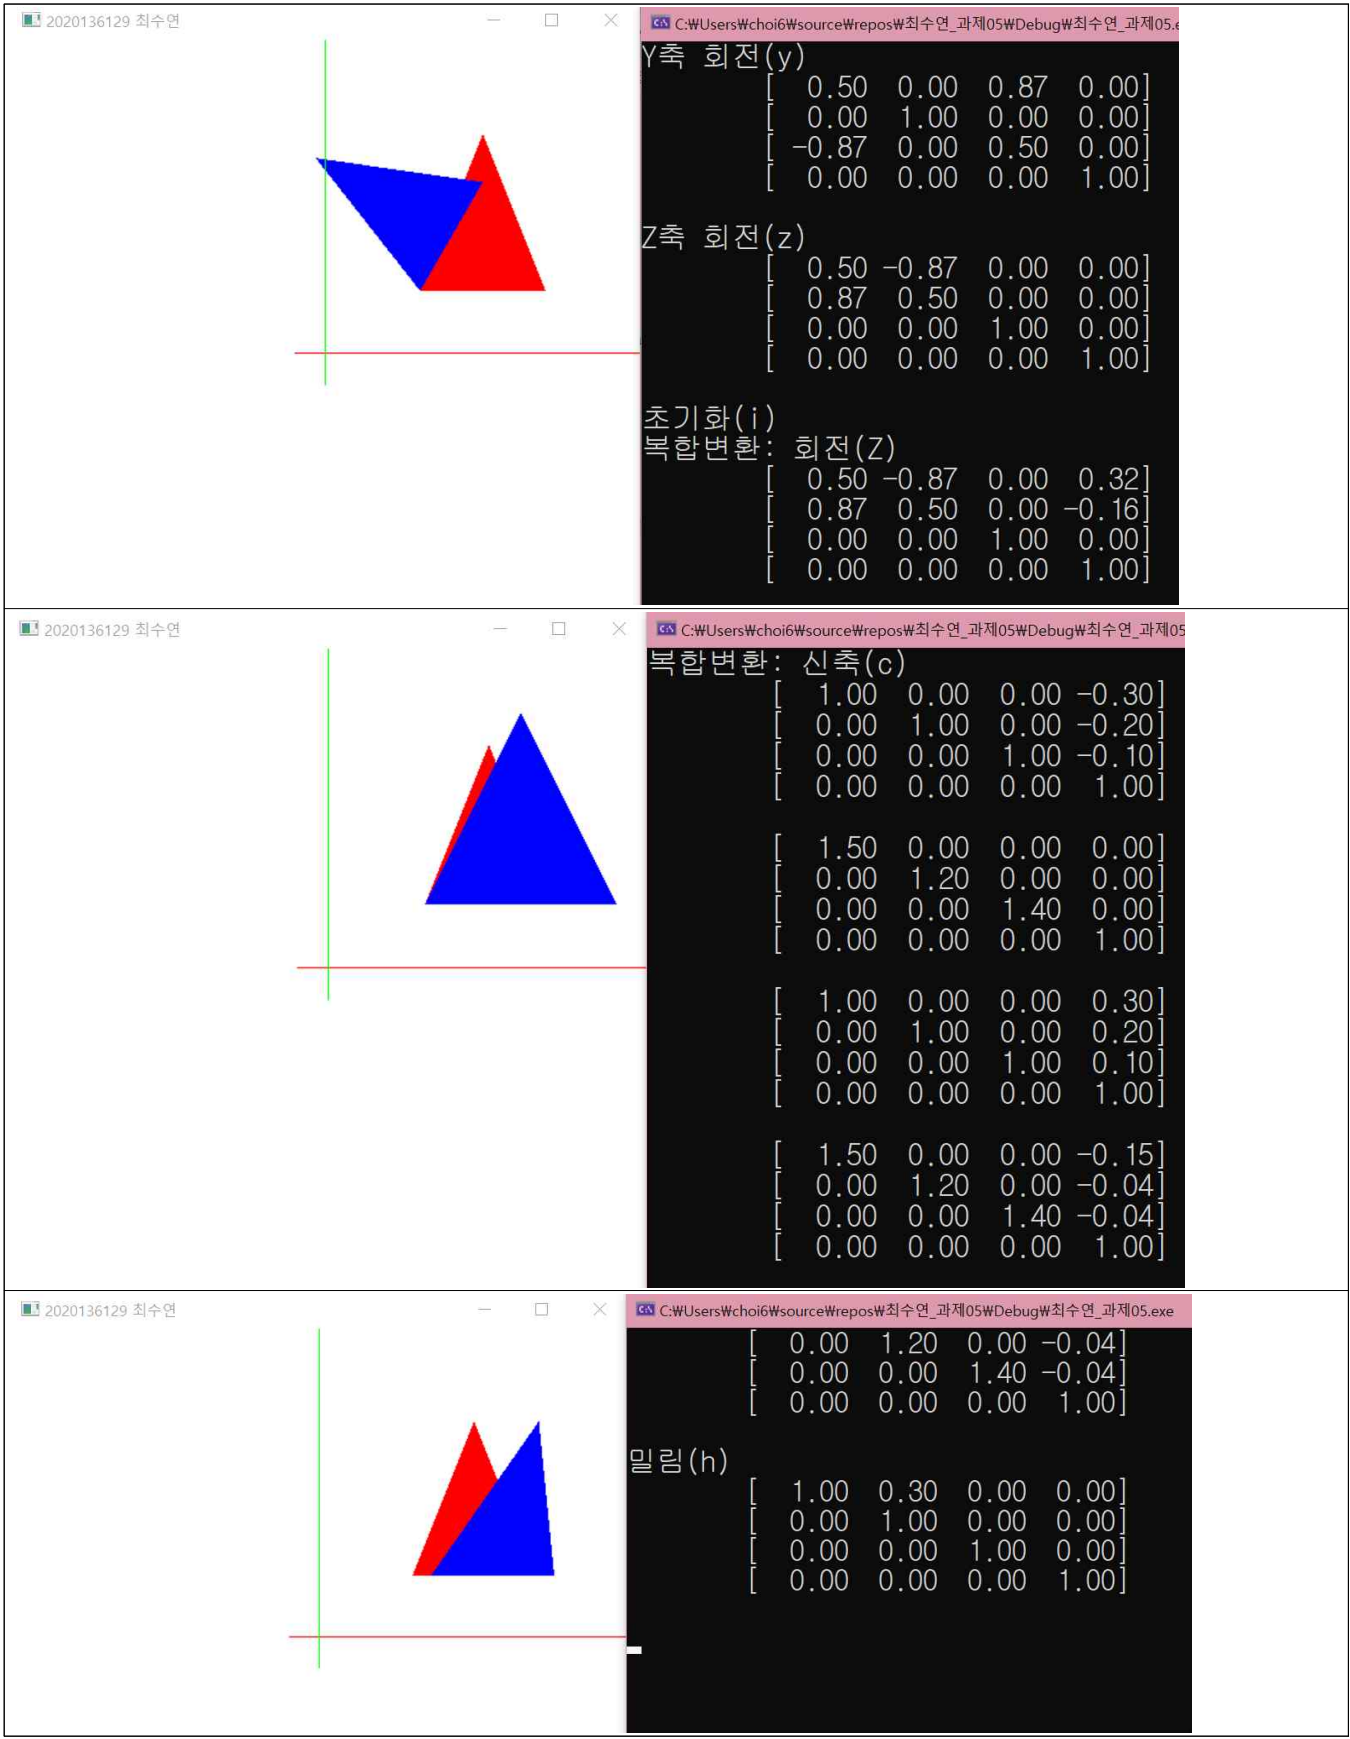 2020136129 최수연
C:₩Users₩choi6₩source₩repos₩최수연_과제05₩Debug₩최수연_과제05.e
Y축 회전(y)
[ 0.50 0.00 0.87 0.00]
[ 0.00 1.00 0.00 0.00]
[ -0.87 0.00 0.50 0.00]
[ 0.00 0.00 0.00 1.00]
Z축 회전(z)
[ 0.50 -0.87 0.00 0.00]
[ 0.87 0.50 0.00 0.00]
[ 0.00 0.00 1.00 0.00]
[ 0.00 0.00 0.00 1.00]
초기화(i)
복합변환: 회전(Z)
[ 0.50 -0.87 0.00 0.32]
[ 0.87 0.50 0.00 -0.16]
[ 0.00 0.00 1.00 0.00]
[ 0.00 0.00 0.00 1.00]
2020136129 최수연
C:₩Users₩choi6₩source₩repos₩최수연_과제05₩Debug₩최수연_과제05
복합변환: 신축(c)
[ 1.00 0.00 0.00 -0.30]
[ 0.00 1.00 0.00 -0.20]
[ 0.00 0.00 1.00 -0.10]
[ 0.00 0.00 0.00 1.00]
[ 1.50 0.00 0.00 0.00]
[ 0.00 1.20 0.00 0.00]
[ 0.00 0.00 1.40 0.00]
[ 0.00 0.00 0.00 1.00]
[ 1.00 0.00 0.00 0.30]
[ 0.00 1.00 0.00 0.20]
[ 0.00 0.00 1.00 0.10]
[ 0.00 0.00 0.00 1.00]
[ 1.50 0.00 0.00 -0.15]
[ 0.00 1.20 0.00 -0.04]
[ 0.00 0.00 1.40 -0.04]
[ 0.00 0.00 0.00 1.00]
2020136129 최수연
C:₩Users₩choi6₩source₩repos₩최수연_과제05₩Debug₩최수연_과제05.exe
[ 0.00 1.20 0.00 -0.04]
[ 0.00 0.00 1.40 -0.04]
[ 0.00 0.00 0.00 1.00]
밀림(h)
[ 1.00 0.30 0.00 0.00]
[ 0.00 1.00 0.00 0.00]
[ 0.00 0.00 1.00 0.00]
[ 0.00 0.00 0.00 1.00]